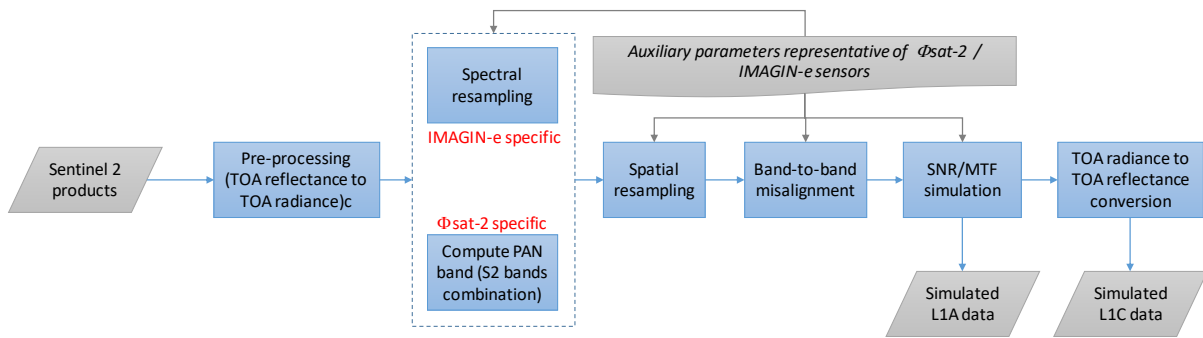 Auxiliary parameters representative of Φsat-2 /
IMAGIN-e sensors
Spectral
resampling
IMAGIN-e specific
Sentinel 2
products
Pre-processing
(TOA reflectance to
TOA radiance)c
Φsat-2 specific
Compute PAN
band (S2 bands
combination)
Spatial
resampling
Band-to-band
misalignment
SNR/MTF
simulation
TOA radiance to
TOA reflectance
conversion
Simulated
L1A data
Simulated
L1C data